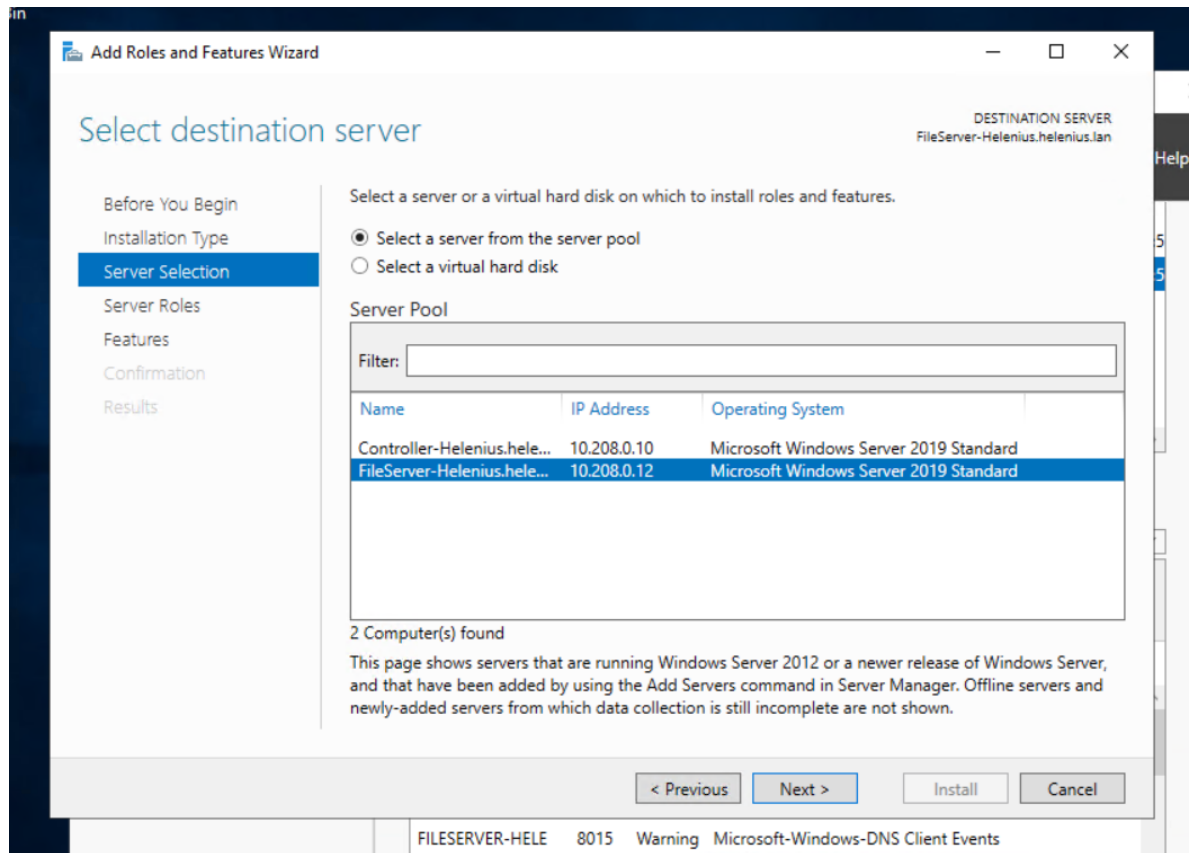 Add Roles and Features Wizard
Select destination server
DESTINATION SERVER
FileServer-Helenius.helenius.lan
Help
Before You Begin
Installation Type
Server Selection
Server Roles
Features
Confirmation
Results
Select a server or a virtual hard disk on which to install roles and features.
Select a server from the server pool
Select a virtual hard disk
Server Pool
Filter:
Name IP Address Operating System
Controller-Helenius.hele... 10.208.0.10 Microsoft Windows Server 2019 Standard
FileServer-Helenius.hele... 10.208.0.12 Microsoft Windows Server 2019 Standard
2 Computer(s) found
This page shows servers that are running Windows Server 2012 or a newer release of Windows Server,
and that have been added by using the Add Servers command in Server Manager. Offline servers and
newly-added servers from which data collection is still incomplete are not shown.
< Previous Next > Install Cancel
FILESERVER-HELE 8015 Warning Microsoft-Windows-DNS Client Events